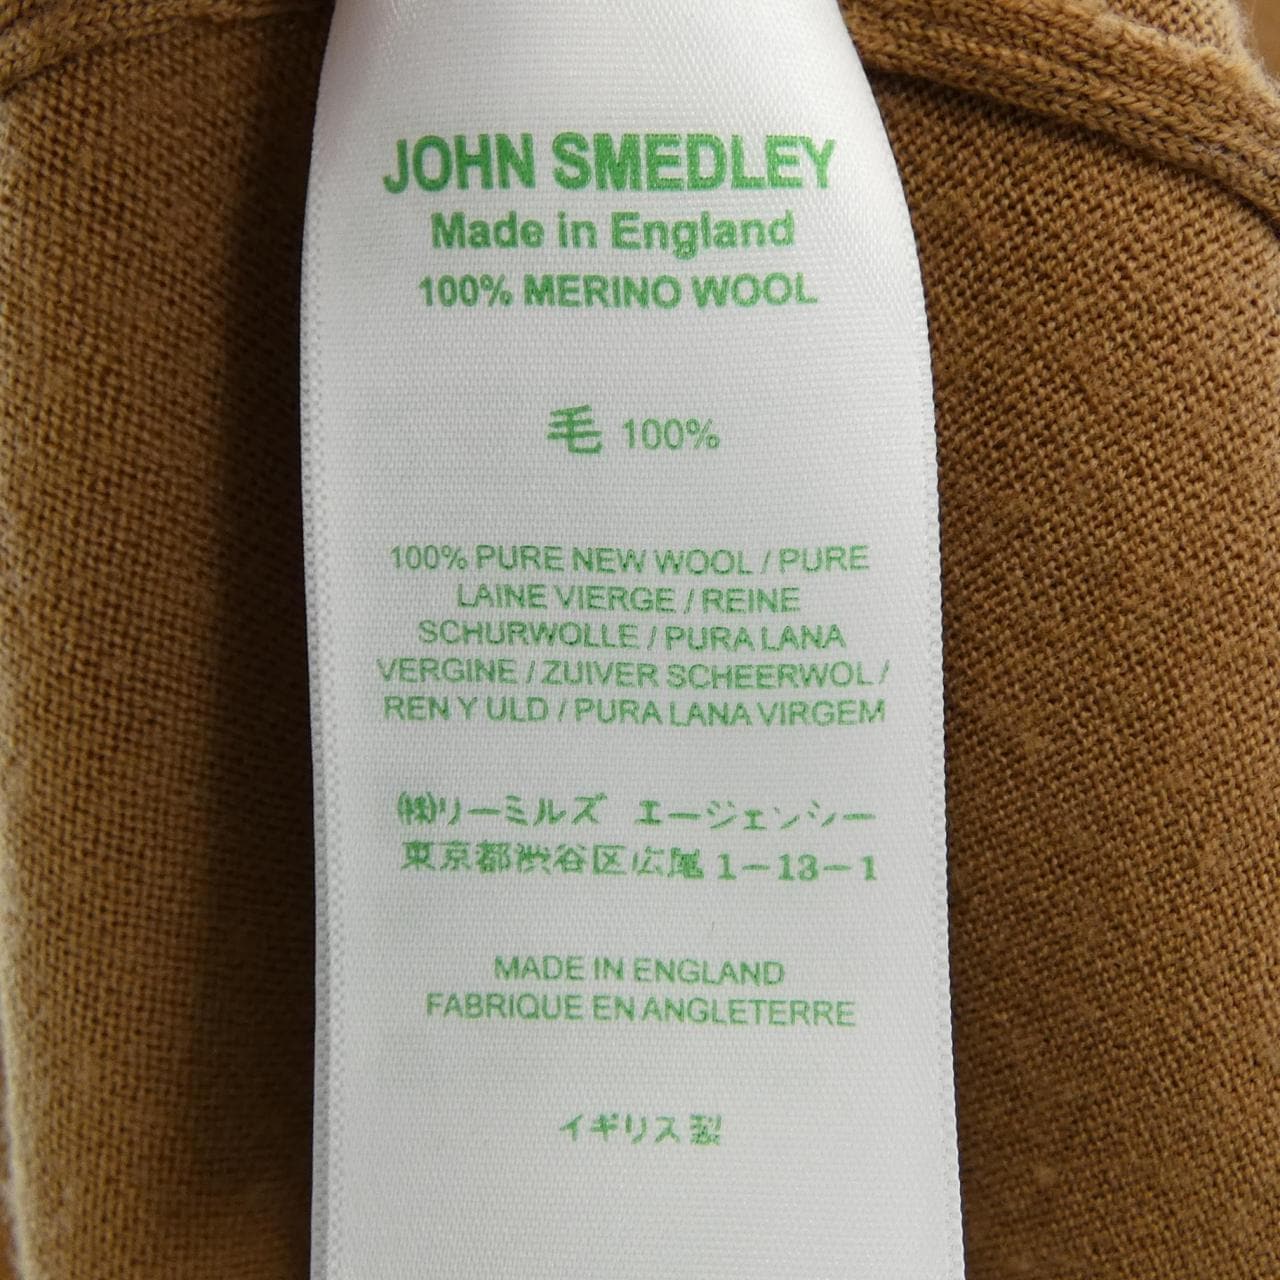 JOHN SMEDLEY
Made in England
100% MERINO WOOL
毛 100%
100% PURE NEW WOOL / PURE
LAINE VIERGE / REINE
SCHURWOLLE / PURA LANA
VERGINE / ZUIVER SCHEERWOL /
REN Y ULD / PURA LANA VIRGEM
㈱リーミルズ エージェンシー
東京都渋谷区広尾1-13-1
MADE IN ENGLAND
FABRIQUE EN ANGLETERRE
イギリス製